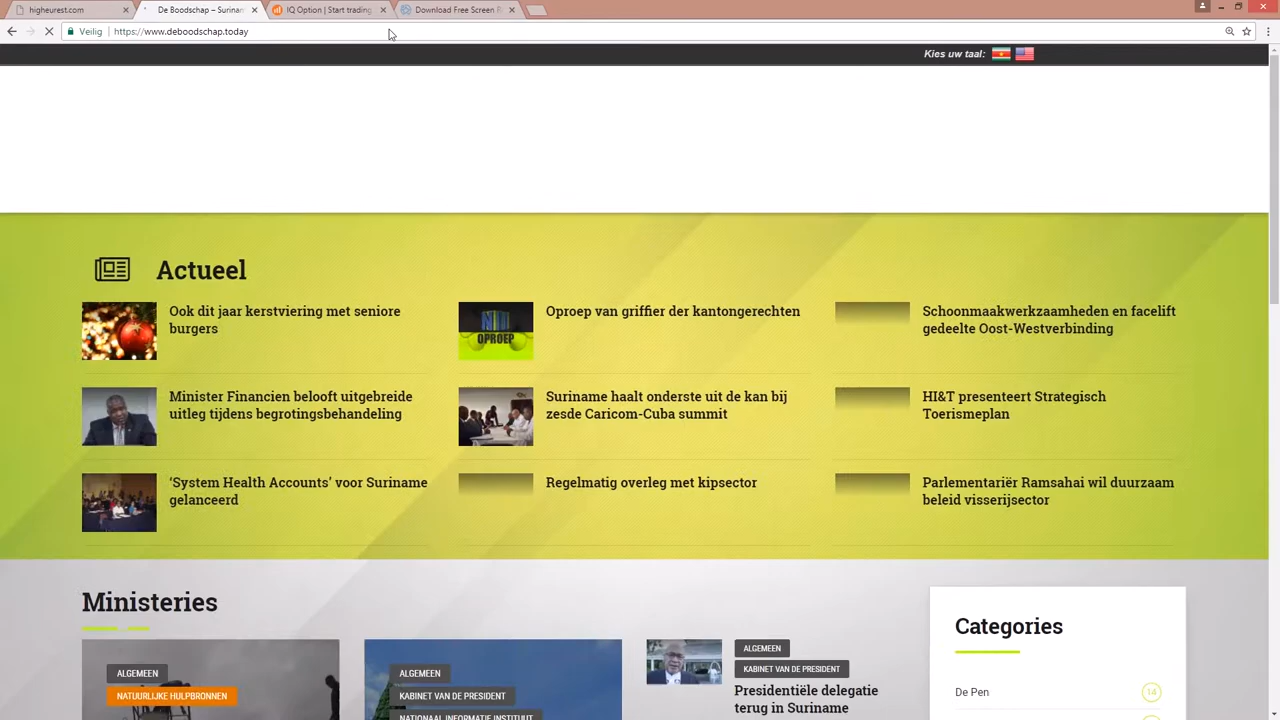 higheurest.com
De Boodschap – Surinam
IQ Option | Start trading
Download Free Screen R
Veilig
https://www.deboodschap.today
Kies uw taal:
Actueel
Ook dit jaar kerstviering met seniore
burgers
Oproep van griffier der kantongerechten
OPROEP
Schoonmaakwerkzaamheden en facelift
gedeelte Oost-Westverbinding
Minister Financien belooft uitgebreide
uitleg tijdens begrotingsbehandeling
Suriname haalt onderste uit de kan bij
zesde Caricom-Cuba summit
HI&T presenteert Strategisch
Toerismeplan
‘System Health Accounts’ voor Suriname
gelanceerd
Regelmatig overleg met kipsector
Parlementariër Ramsahai wil duurzaam
beleid visserijsector
Ministeries
ALGEMEEN
NATUURLIJKE HULPBRONNEN
ALGEMEEN
KABINET VAN DE PRESIDENT
NATIONAAL INFORMATIE INSTITUUT
ALGEMEEN
KABINET VAN DE PRESIDENT
Presidentiële delegatie
terug in Suriname
Categories
De Pen
14